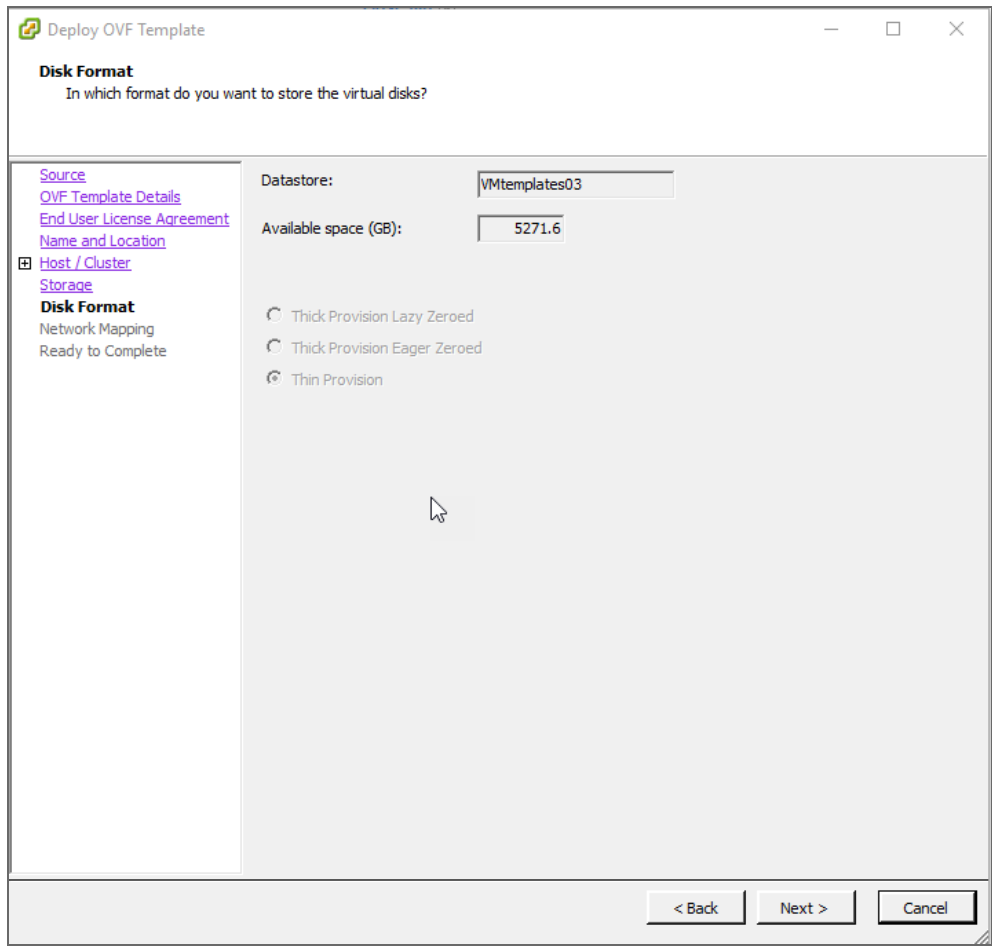 Deploy OVF Template
Disk Format
In which format do you want to store the virtual disks?
Source
OVF Template Details
End User License Agreement
Name and Location
Host / Cluster
Storage
Disk Format
Network Mapping
Ready to Complete
Datastore:
VMtemplates03
Available space (GB):
5271.6
Thick Provision Lazy Zeroed
Thick Provision Eager Zeroed
Thin Provision
< Back
Next >
Cancel